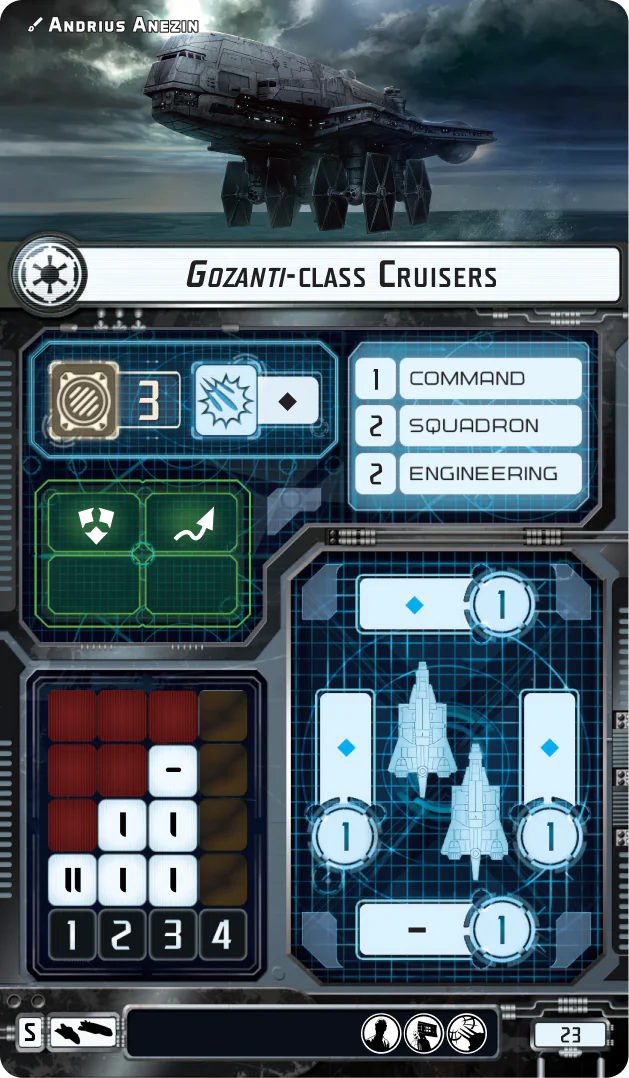 Andrius Anezin
Gozanti-class Cruisers
3
1 COMMAND
2 SQUADRON
2 ENGINEERING
1
1
1
1
-
I I
II I I
1 2 3 4
-
S
23